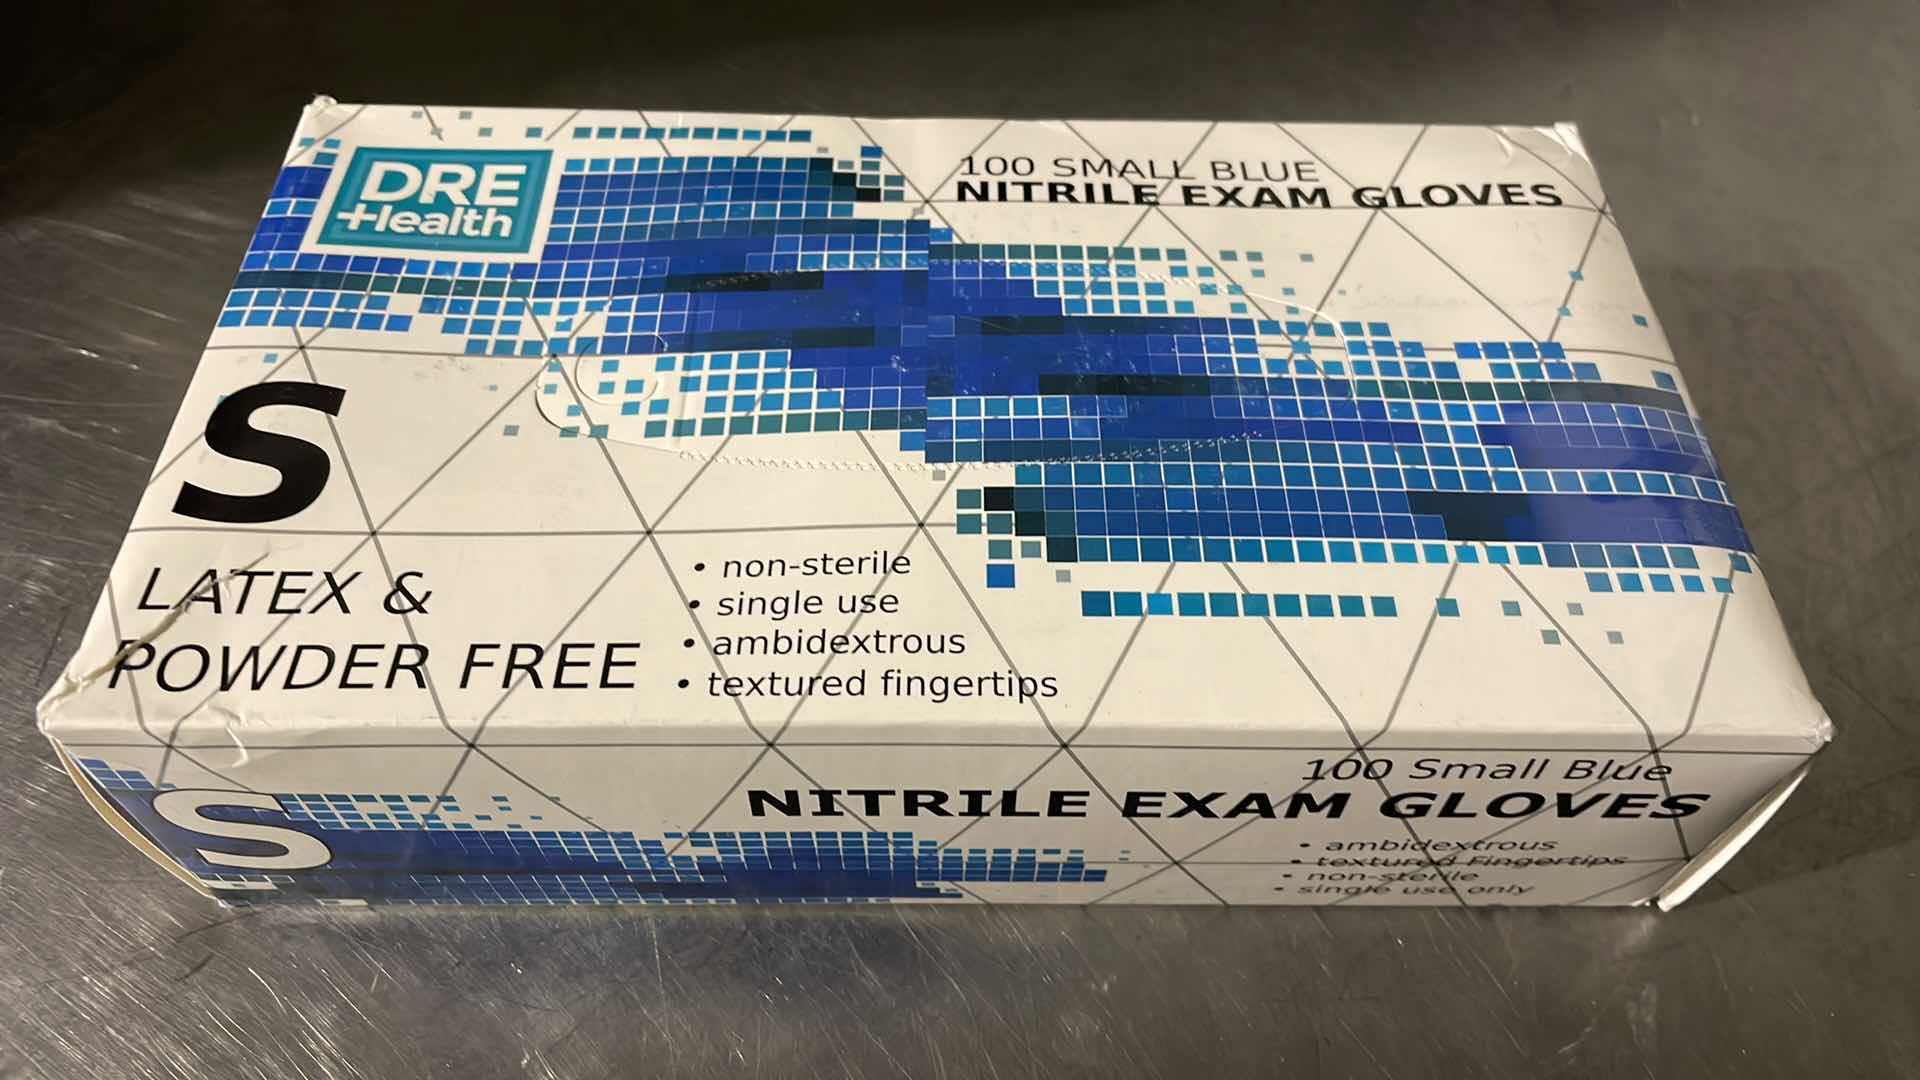 DRE
+Health
100 SMALL BLUE
NITRILE EXAM GLOVES
S
LATEX &
POWDER FREE
• non-sterile
• single use
• ambidextrous
• textured fingertips
S
100 Small Blue
NITRILE EXAM GLOVES
• ambidextrous
• textured Fingertips
• non-sterile
• single use only